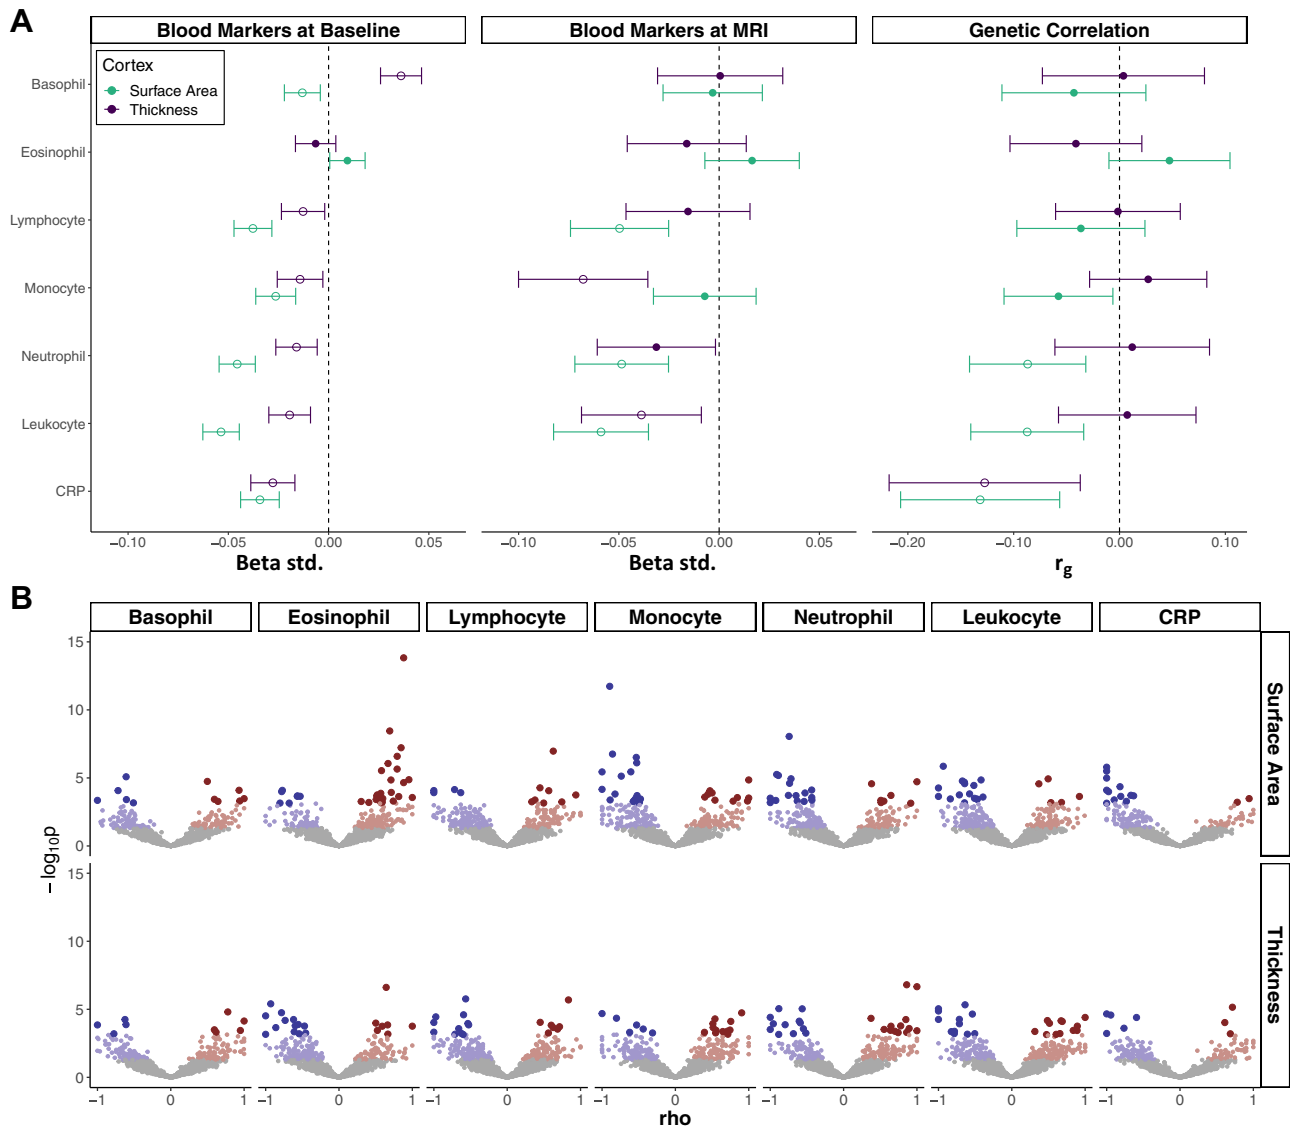 A
Blood Markers at Baseline
Blood Markers at MRI
Genetic Correlation
Cortex
Surface Area
Thickness
Basophil
Eosinophil
Lymphocyte
Monocyte
Neutrophil
Leukocyte
CRP
−0.10 −0.05 0.00 0.05
−0.10 −0.05 0.00 0.05
−0.20 −0.10 0.00 0.10
Beta std.
Beta std.
rg
B
Basophil
Eosinophil
Lymphocyte
Monocyte
Neutrophil
Leukocyte
CRP
15
10
5
0
Surface Area
−log10p
15
10
5
0
Thickness
−1 0 1
−1 0 1
−1 0 1
−1 0 1
−1 0 1
−1 0 1
−1 0 1
rho